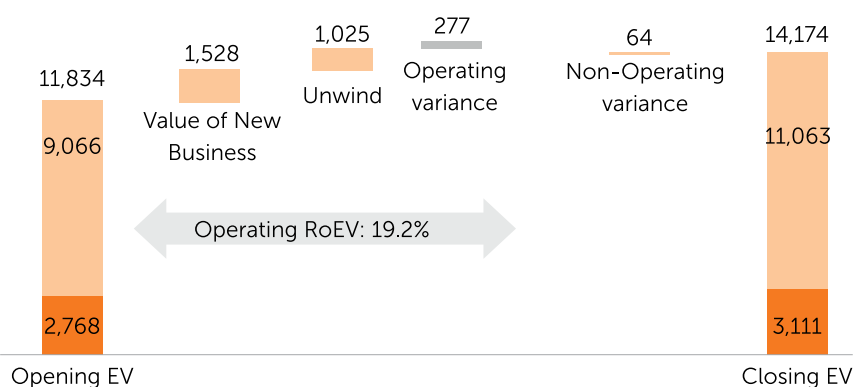 11,834
9,066
2,768
Opening EV
1,528
Value of New
Business
1,025
Unwind
277
Operating
variance
Operating RoEV: 19.2%
64
Non-Operating
variance
14,174
11,063
3,111
Closing EV